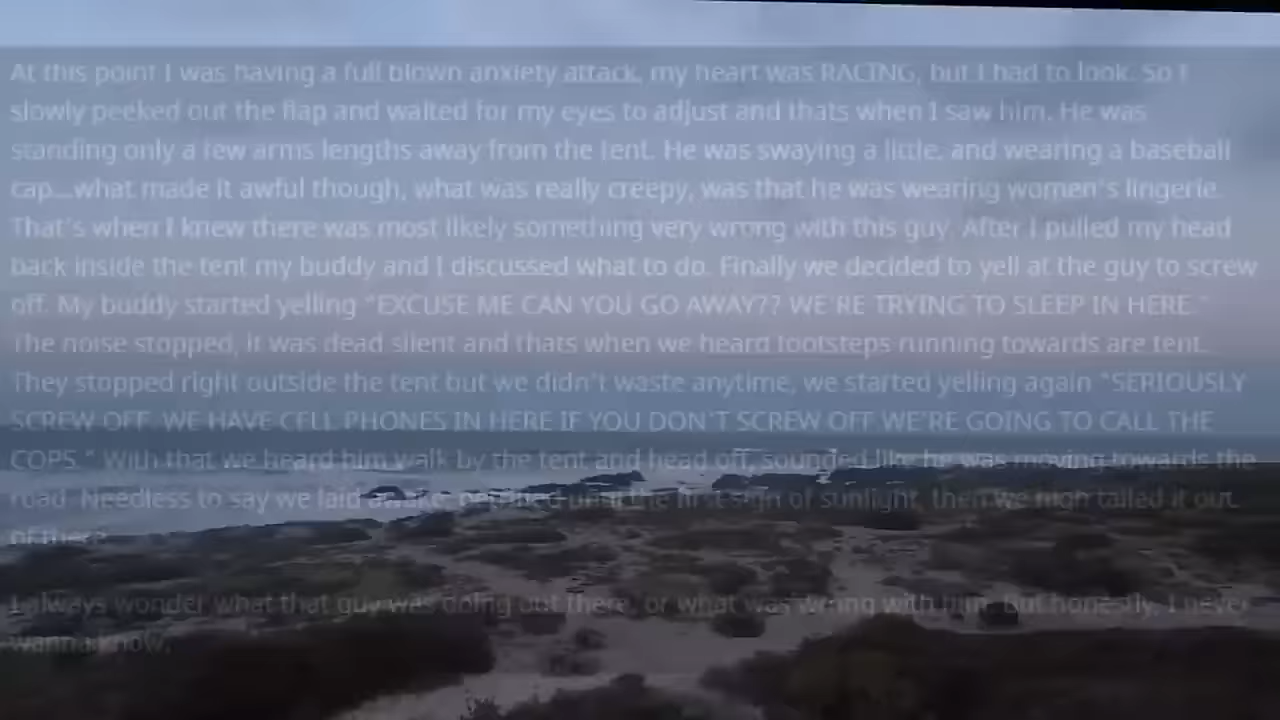 At this point I was having a full blown anxiety attack, my heart was RACING, but I had to look. So I
slowly peeked out the flap and waited for my eyes to adjust and thats when I saw him. He was
standing only a few arms lengths away from the tent. He was swaying a little, and wearing a baseball
cap...what made it awful though, what was really creepy, was that he was wearing women's lingerie.
That's when I knew there was most likely something very wrong with this guy. After I pulled my head
back inside the tent my buddy and I discussed what to do. Finally we decided to yell at the guy to screw
off. My buddy started yelling "EXCUSE ME CAN YOU GO AWAY?? WE'RE TRYING TO SLEEP IN HERE."
The noise stopped, it was dead silent and thats when we heard footsteps running towards are tent.
They stopped right outside the tent but we didn't waste anytime, we started yelling again "SERIOUSLY
SCREW OFF, WE HAVE CELL PHONES IN HERE IF YOU DON'T SCREW OFF WE'RE GOING TO CALL THE
COPS." With that we heard him walk by the tent and head off, sounded like he was moving towards the
road. Needless to say we laid until the first sign of sunlight, then we high tailed it out
of there.
I always wonder what that guy was doing out there, or what was wrong with him, but honestly, I never
wanna know.